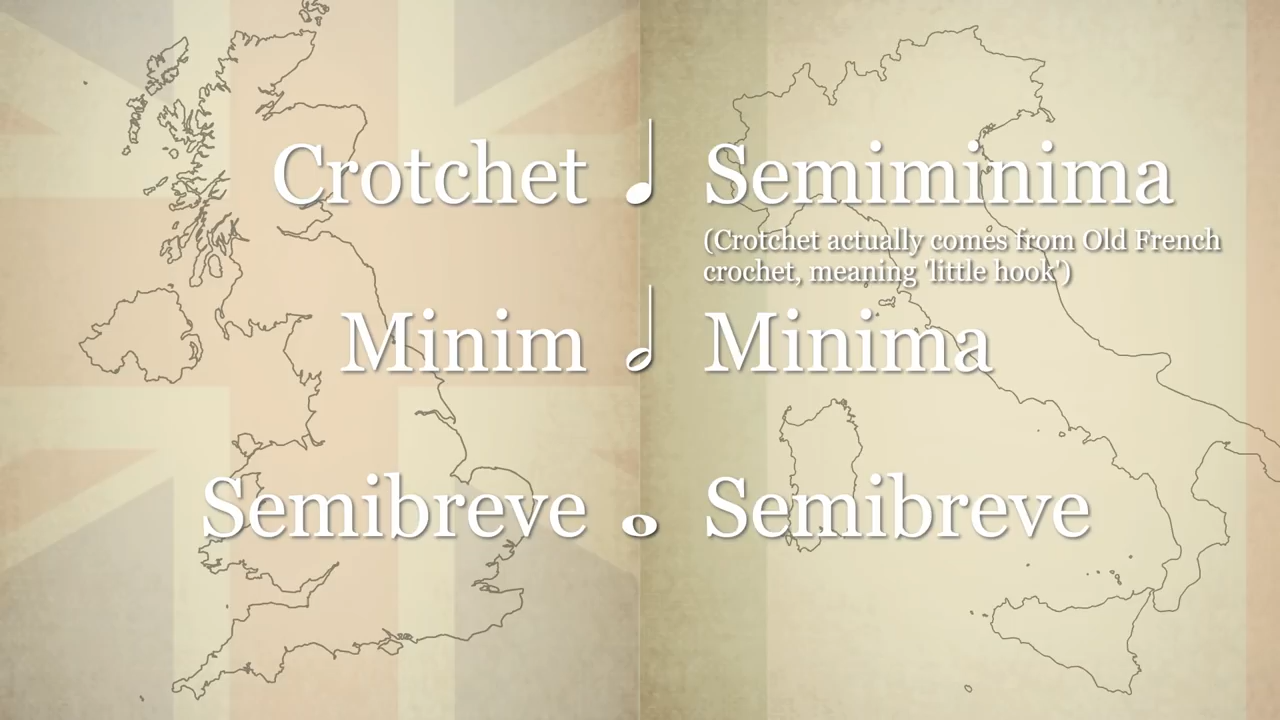 Crotchet Semiminima
(Crotchet actually comes from Old French
crochet, meaning 'little hook')
Minim Minima
Semibreve Semibreve